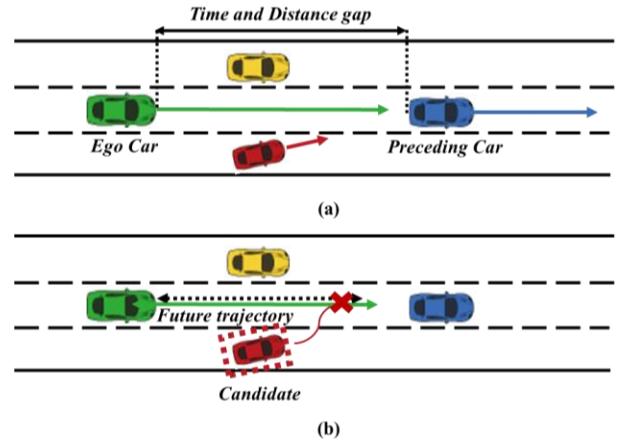 Time and Distance gap
Ego Car
Preceding Car
(a)
Future trajectory
Candidate
(b)